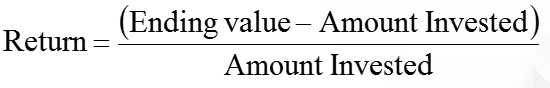 Return = (Ending value – Amount Invested) / Amount Invested